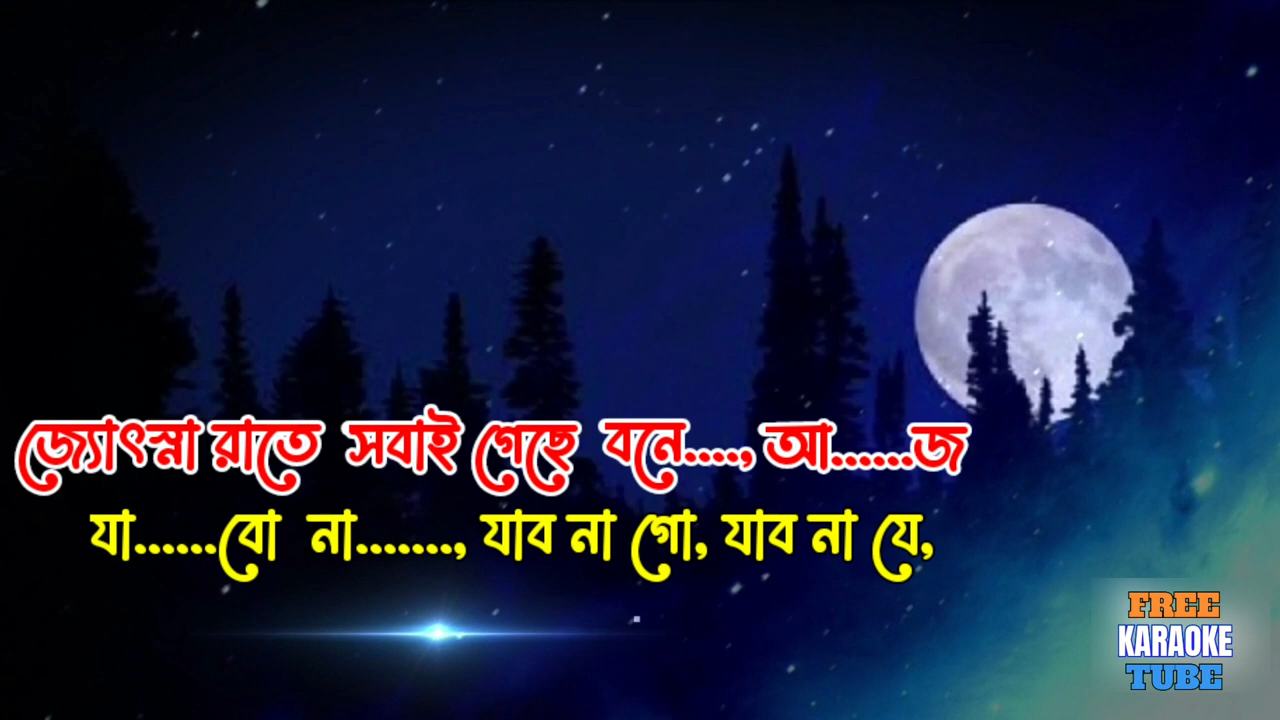 জ্যোৎস্না রাতে সবাই গেছে বনে...., আ......জ
যা......বো না......., যাব না গো, যাব না যে,
FREE
KARAOKE
TUBE